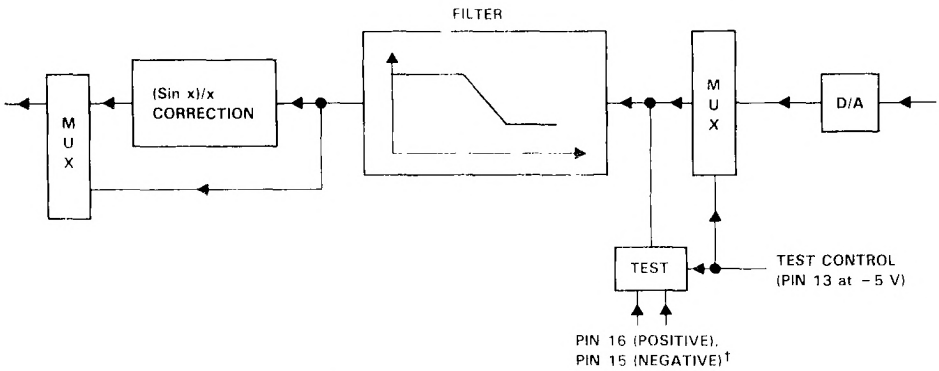 FILTER
(Sin x)/x
CORRECTION
M
U
X
M
U
X
D/A
TEST
TEST CONTROL
(PIN 13 at −5 V)
PIN 16 (POSITIVE),
PIN 15 (NEGATIVE)†